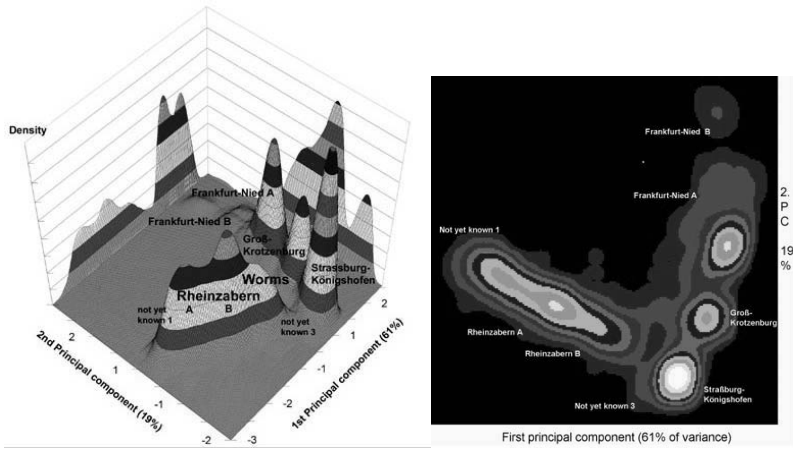 Density
Frankfurt-Nied A
Frankfurt-Nied B
Groß-
Krotzenburg
Worms
Strassburg-
Königshofen
Rheinzabern
A B
not yet
known 1
not yet
known 3
2
1
-1
-2
2nd Principal component (19%)
2
1
-1
-2
-3
1st Principal component (61%)
Frankfurt-Nied B
Frankfurt-Nied A
Not yet known 1
Rheinzabern A
Rheinzabern B
Groß-
Krotzenburg
Straßburg-
Königshofen
Not yet known 3
2.
P
C
19
%
First principal component (61% of variance)